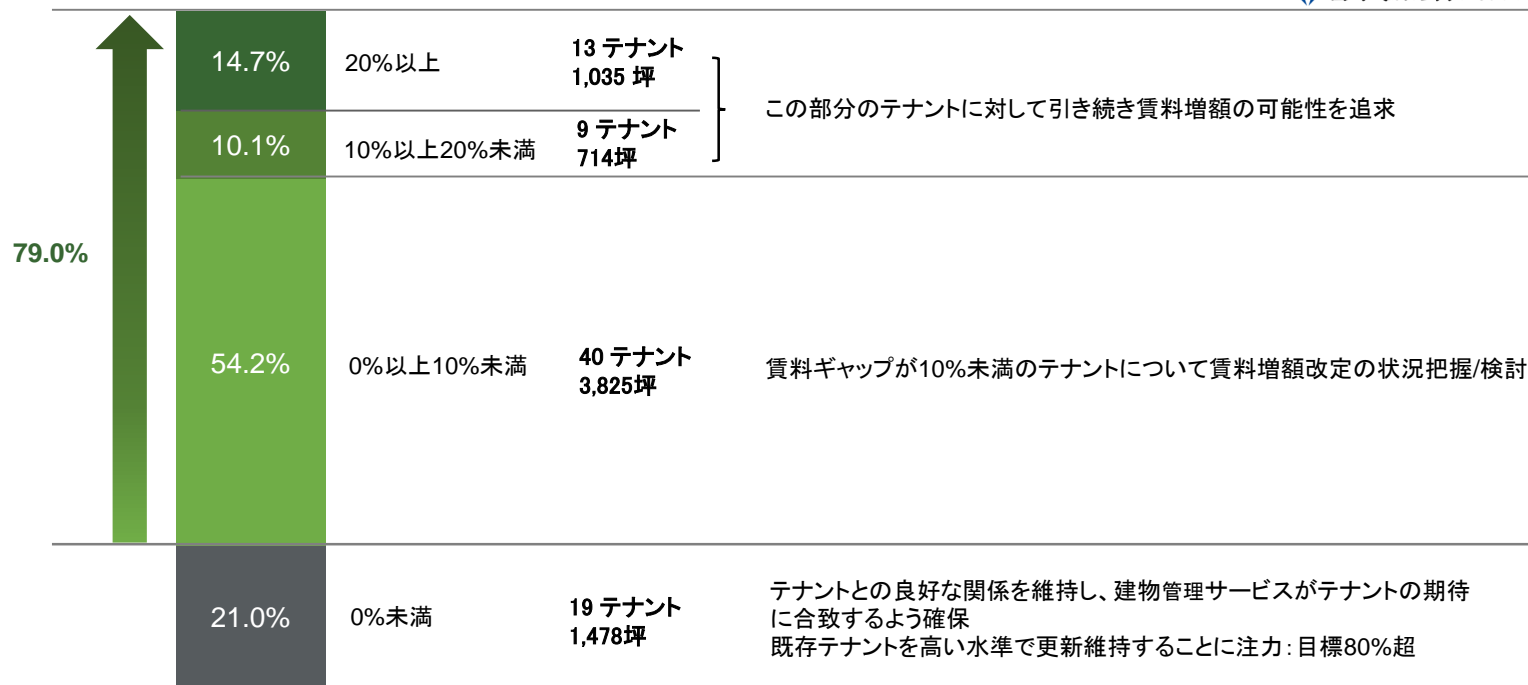 14.7%
20%以上
13 テナント
1,035 坪
この部分のテナントに対して引き続き賃料増額の可能性を追求
10.1%
10%以上20%未満
9 テナント
714坪
79.0%
54.2%
0%以上10%未満
40 テナント
3,825坪
賃料ギャップが10%未満のテナントについて賃料増額改定の状況把握/検討
21.0%
0%未満
19 テナント
1,478坪
テナントとの良好な関係を維持し、建物管理サービスがテナントの期待
に合致するよう確保
既存テナントを高い水準で更新維持することに注力：目標80%超